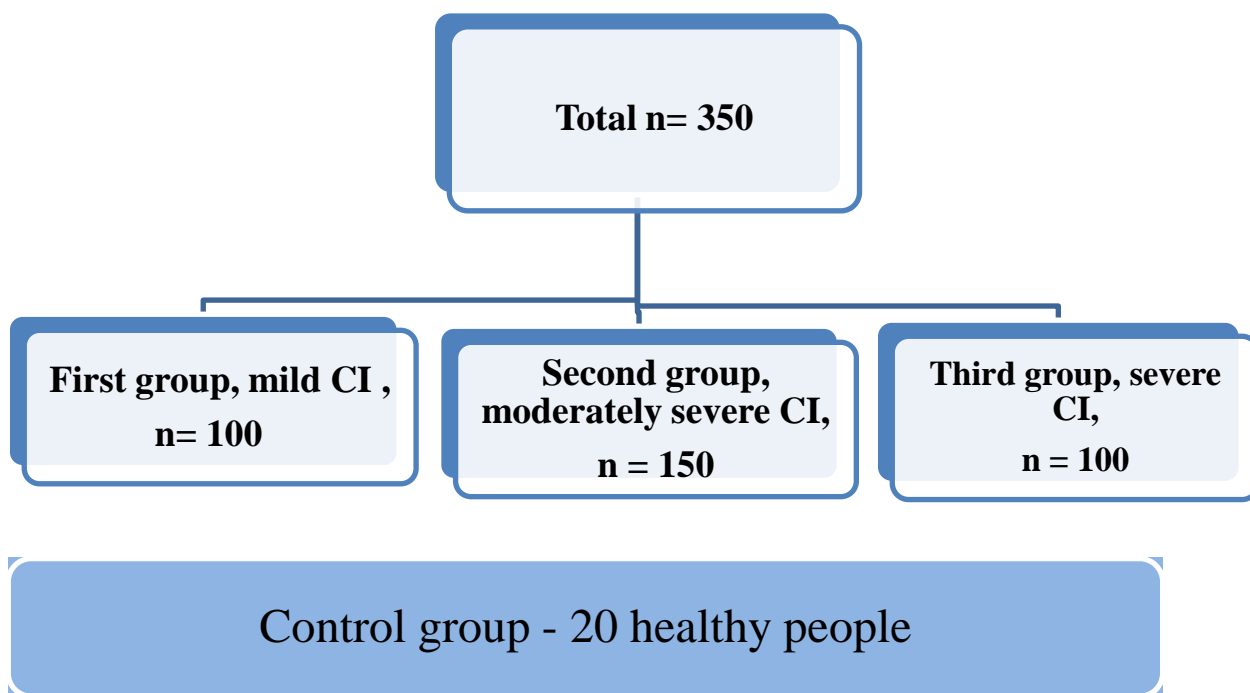 Total n= 350
First group, mild CI ,
n= 100
Second group,
moderately severe CI,
n = 150
Third group, severe
CI,
n = 100
Control group - 20 healthy people